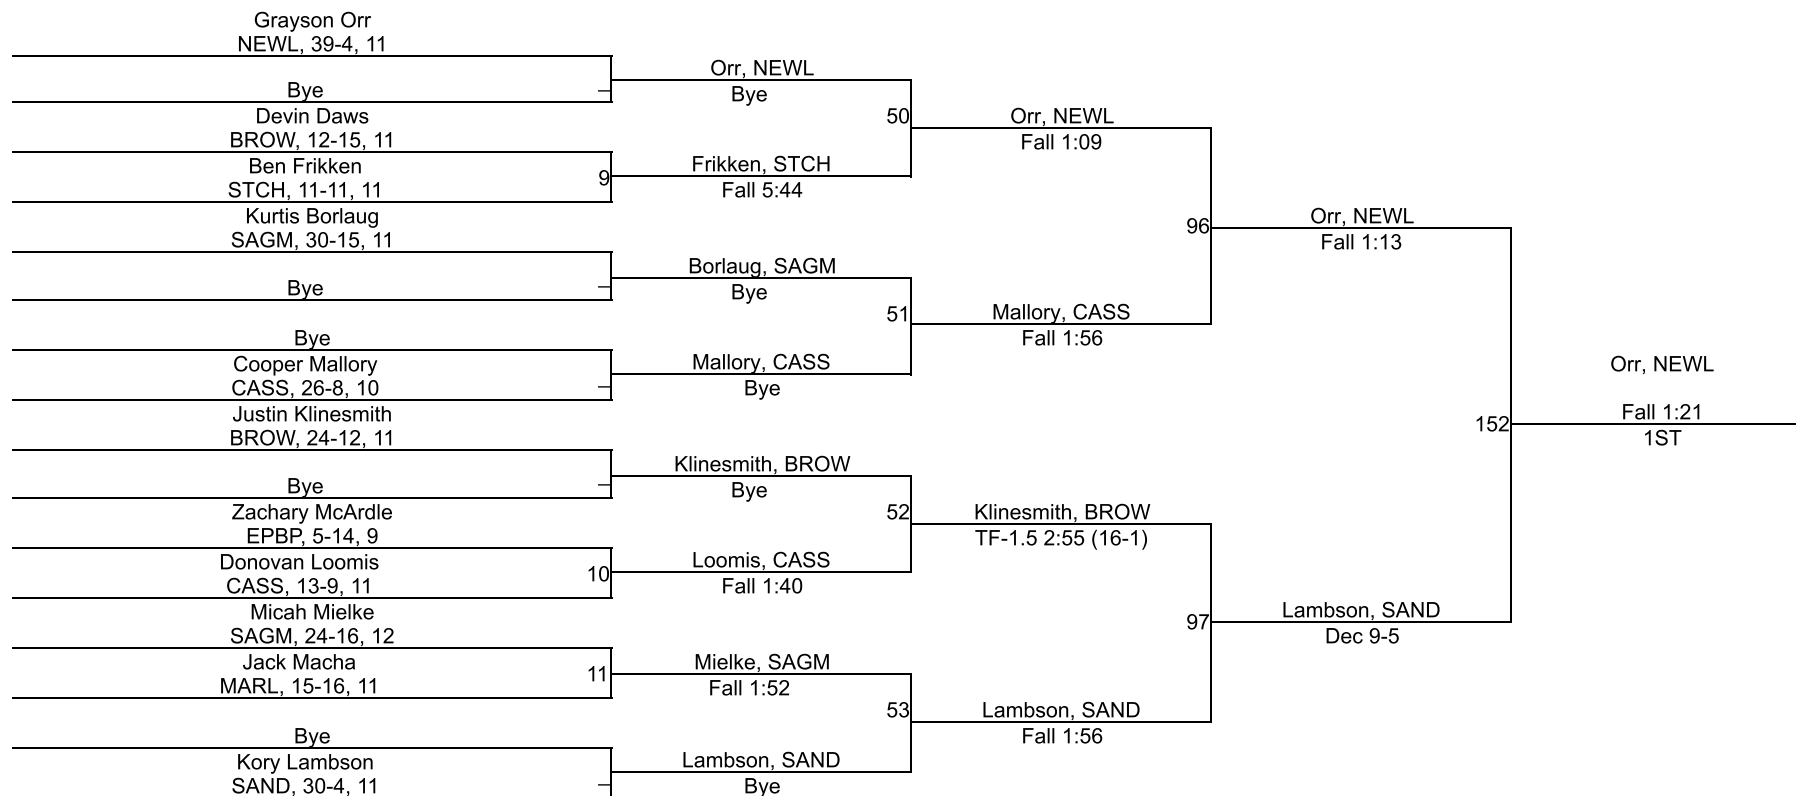 Grayson Orr
NEWL, 39-4, 11
Bye
Devin Daws
BROW, 12-15, 11
Ben Frikken
STCH, 11-11, 11
9
Kurtis Borlaug
SAGM, 30-15, 11
Bye
Bye
Cooper Mallory
CASS, 26-8, 10
Justin Klinesmith
BROW, 24-12, 11
Bye
Zachary McArdle
EPBP, 5-14, 9
Donovan Loomis
CASS, 13-9, 11
10
Micah Mielke
SAGM, 24-16, 12
Jack Macha
MARL, 15-16, 11
11
Bye
Kory Lambson
SAND, 30-4, 11
Orr, NEWL
Bye
50
Frikken, STCH
Fall 5:44
Borlaug, SAGM
Bye
51
Mallory, CASS
Bye
Klinesmith, BROW
Bye
52
Loomis, CASS
Fall 1:40
Mielke, SAGM
Fall 1:52
53
Lambson, SAND
Bye
Orr, NEWL
Fall 1:09
96
Mallory, CASS
Fall 1:56
Klinesmith, BROW
TF-1.5 2:55 (16-1)
97
Lambson, SAND
Fall 1:56
Orr, NEWL
Fall 1:13
152
Lambson, SAND
Dec 9-5
Orr, NEWL
Fall 1:21
1ST